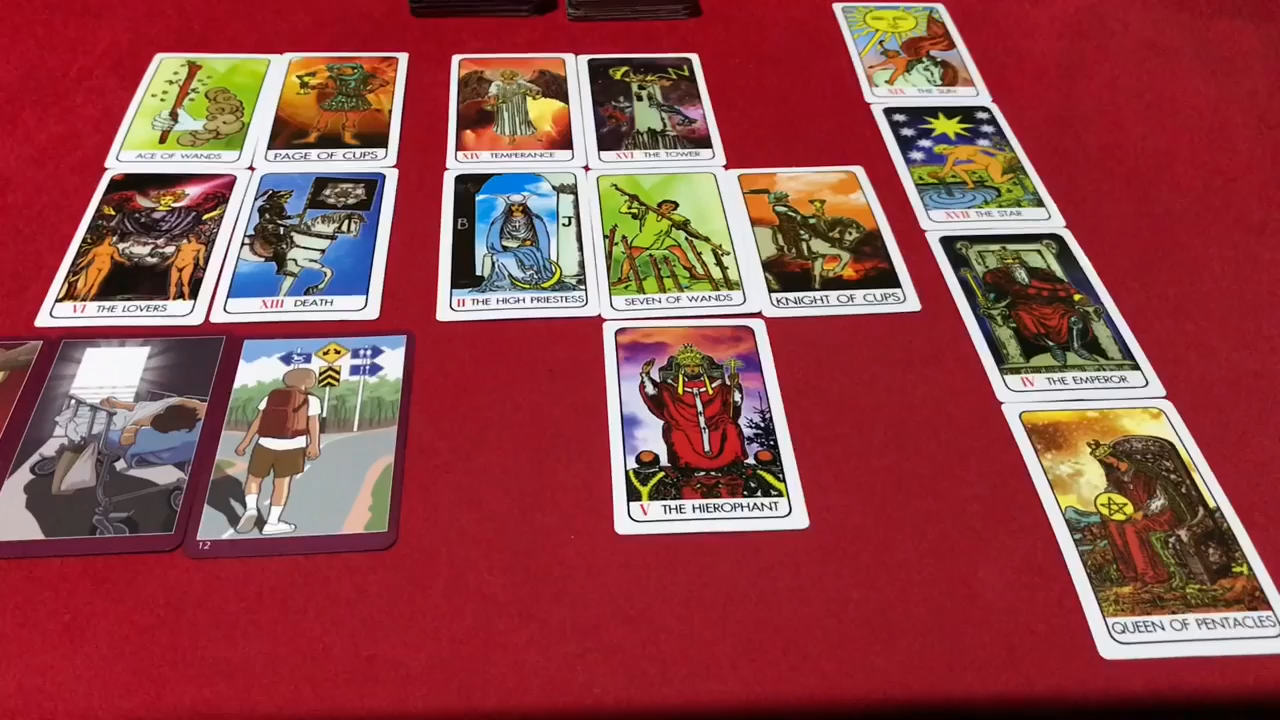 ACE OF WANDS
PAGE OF CUPS
XIV TEMPERANCE
XVI THE TOWER
XIX THE SUN
XVII THE STAR
VI THE LOVERS
XIII DEATH
B J
II THE HIGH PRIESTESS
SEVEN OF WANDS
KNIGHT OF CUPS
IV THE EMPEROR
V THE HIEROPHANT
12
QUEEN OF PENTACLES